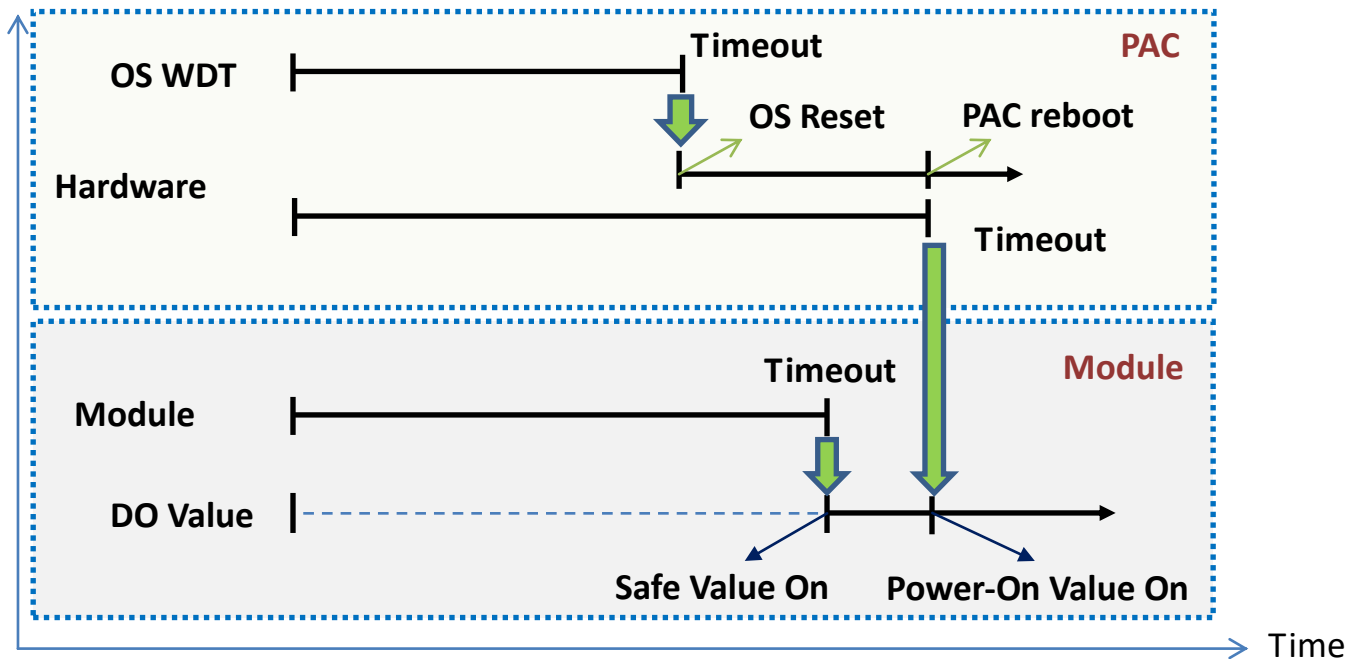 Timeout
PAC
OS WDT
OS Reset
PAC reboot
Hardware
Timeout
Timeout
Module
Module
DO Value
Safe Value On
Power-On Value On
Time